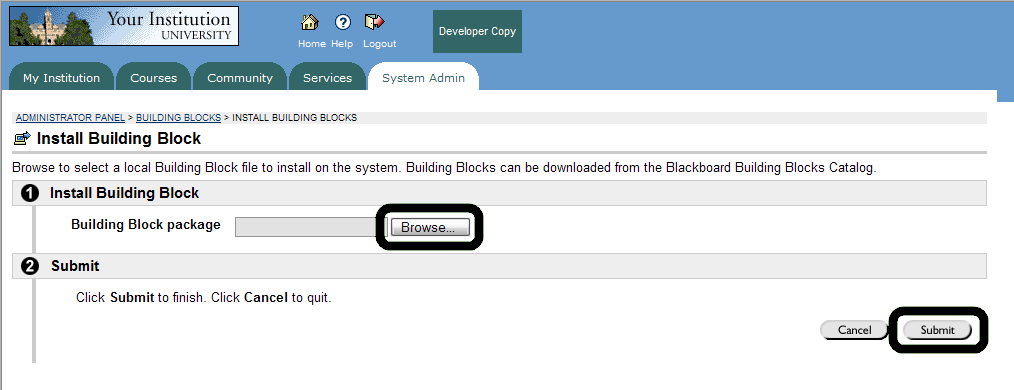 Your Institution
UNIVERSITY
Home Help Logout
Developer Copy
My Institution Courses Community Services System Admin
ADMINISTRATOR PANEL > BUILDING BLOCKS > INSTALL BUILDING BLOCKS
Install Building Block
Browse to select a local Building Block file to install on the system. Building Blocks can be downloaded from the Blackboard Building Blocks Catalog.
1 Install Building Block
Building Block package Browse...
2 Submit
Click Submit to finish. Click Cancel to quit.
Cancel Submit